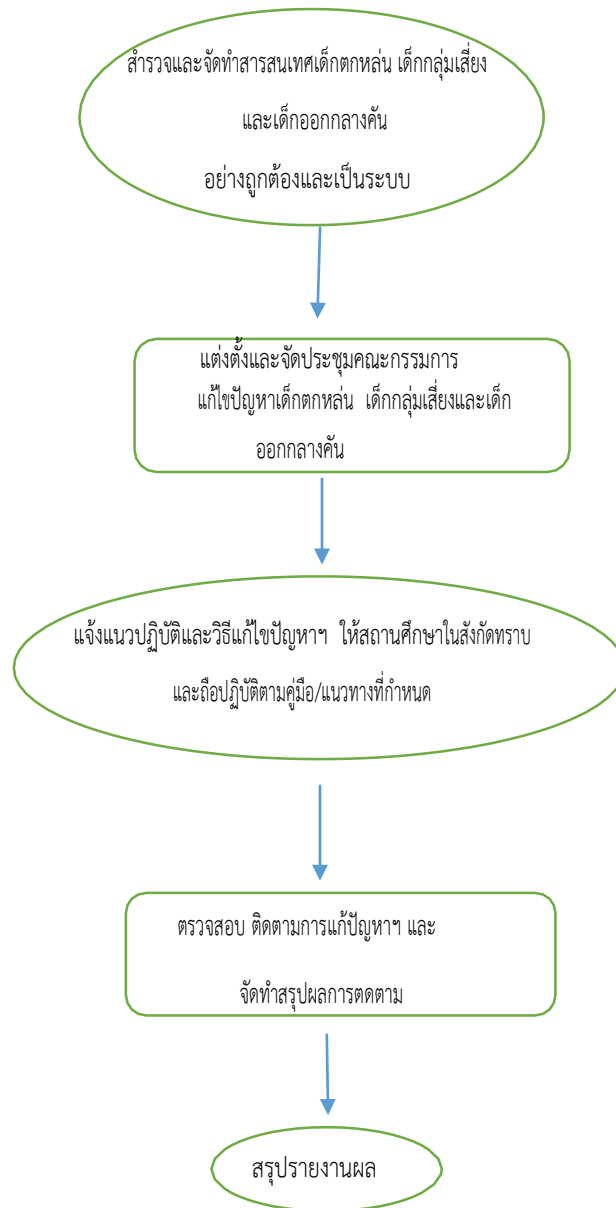 สำรวจและจัดทำสารสนเทศเด็กตกหล่น เด็กกลุ่มเสี่ยง
และเด็กออกกลางคัน
อย่างถูกต้องและเป็นระบบ
แต่งตั้งและจัดประชุมคณะกรรมการ
แก้ไขปัญหาเด็กตกหล่น เด็กกลุ่มเสี่ยงและเด็ก
ออกกลางคัน
แจ้งแนวปฏิบัติและวิธีแก้ไขปัญหาฯ ให้สถานศึกษาในสังกัดทราบ
และถือปฏิบัติตามคู่มือ/แนวทางที่กำหนด
ตรวจสอบ ติดตามการแก้ปัญหาฯ และ
จัดทำสรุปผลการตดตาม
สรุปรายงานผล